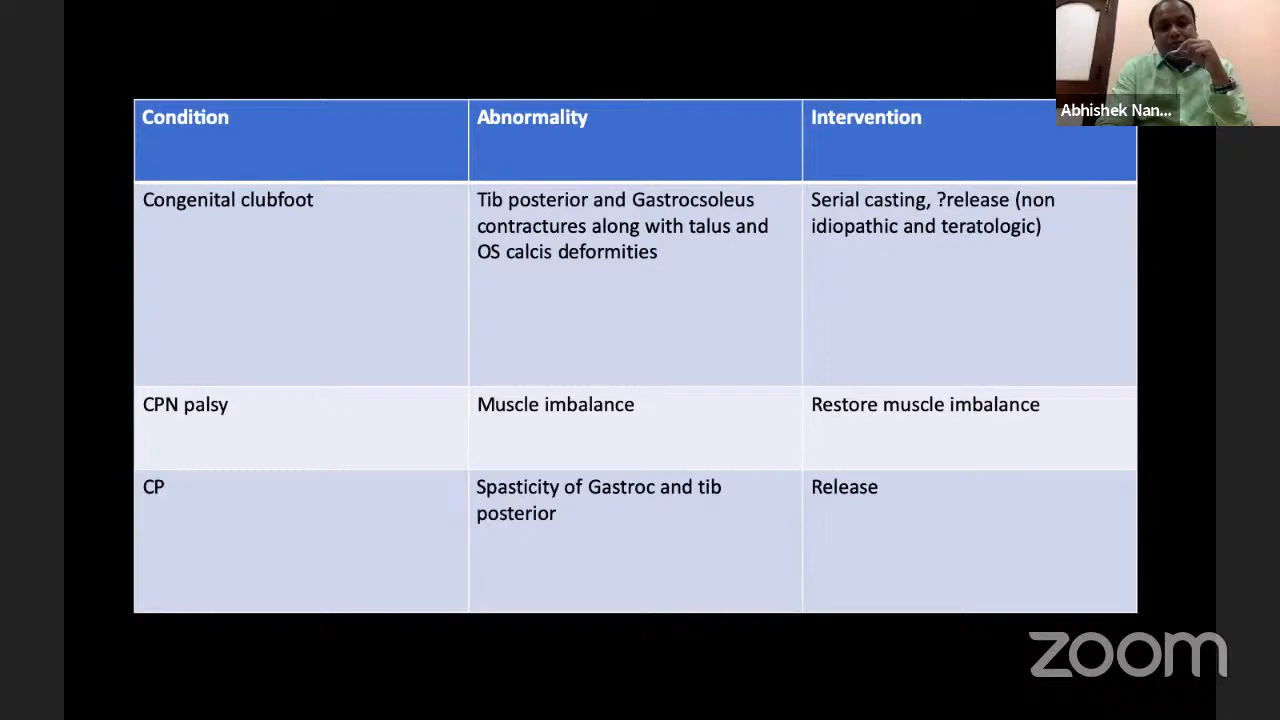 Condition
Abnormality
Intervention
Congenital clubfoot
Tib posterior and Gastrocsoleus
contractures along with talus and
OS calcis deformities
Serial casting, ?release (non
idiopathic and teratologic)
CPN palsy
Muscle imbalance
Restore muscle imbalance
CP
Spasticity of Gastroc and tib
posterior
Release
Abhishek Nan...
zoom